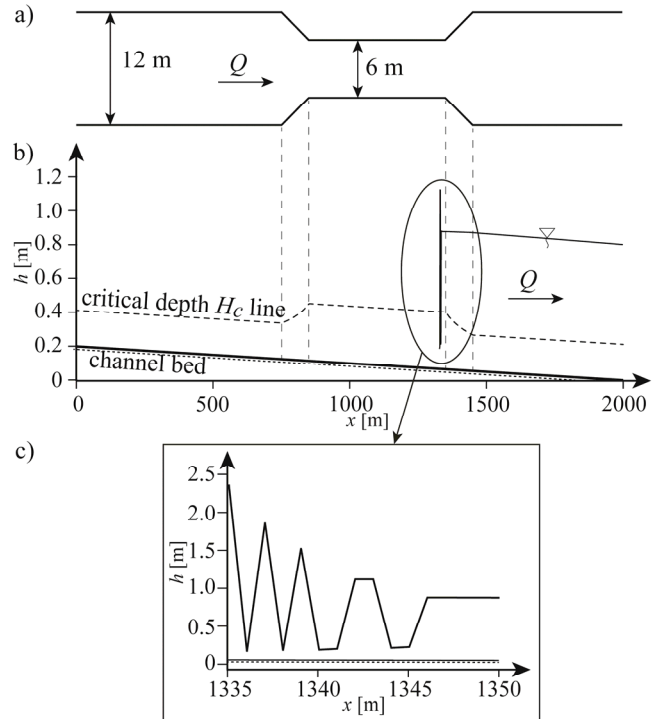 a)
12 m
Q
6 m
b)
h [m]
1.2
1.0
0.8
0.6
0.4
0.2
0
critical depth Hc line
channel bed
Q
0
500
1000
1500
2000
x [m]
c)
h [m]
2.5
2.0
1.5
1.0
0.5
0
1335
1340
1345
1350
x [m]